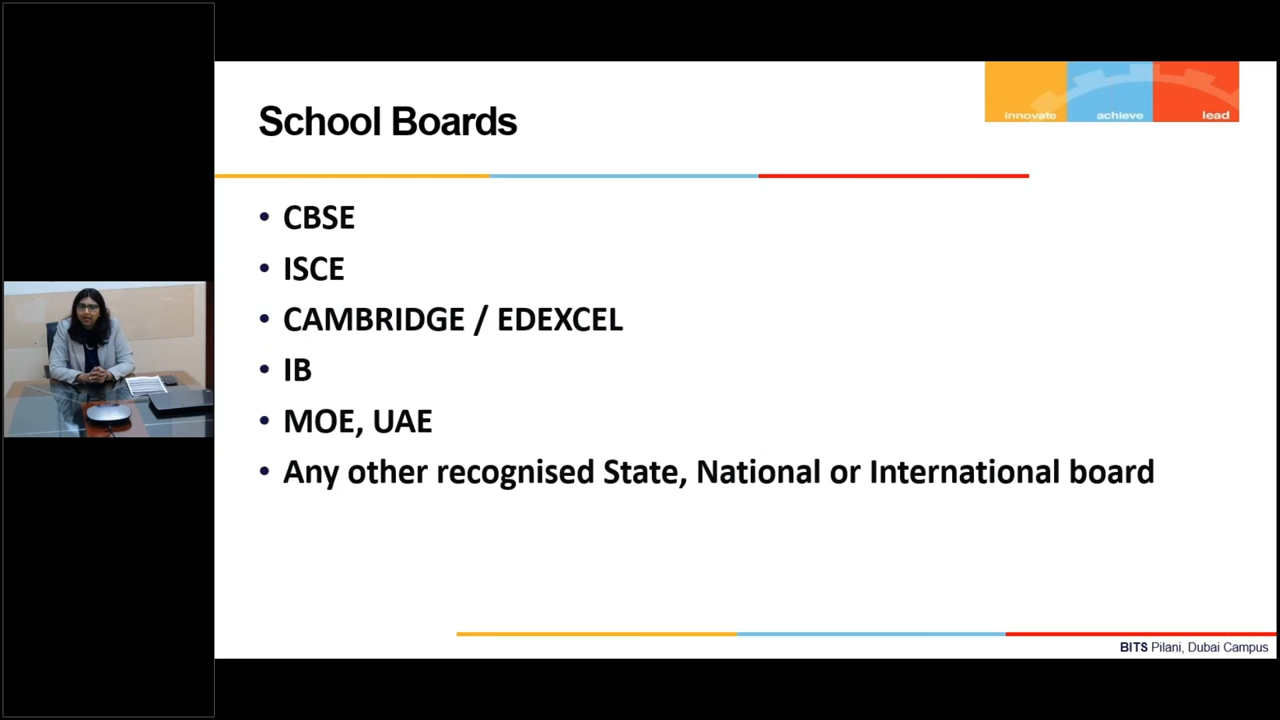 innovate achieve lead
School Boards
• CBSE
• ISCE
• CAMBRIDGE / EDEXCEL
• IB
• MOE, UAE
• Any other recognised State, National or International board
BITS Pilani, Dubai Campus